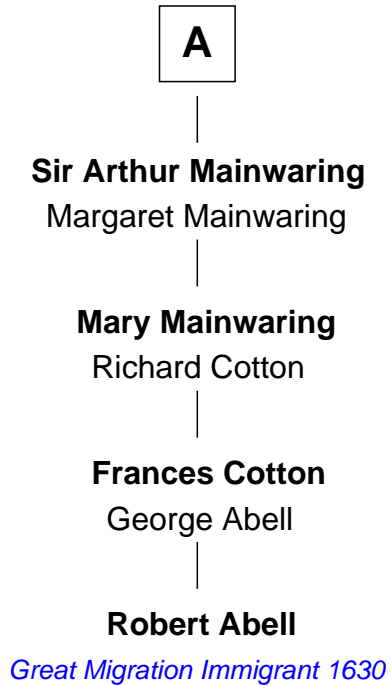 A
Sir Arthur Mainwaring
Margaret Mainwaring
Mary Mainwaring
Richard Cotton
Frances Cotton
George Abell
Robert Abell
Great Migration Immigrant 1630